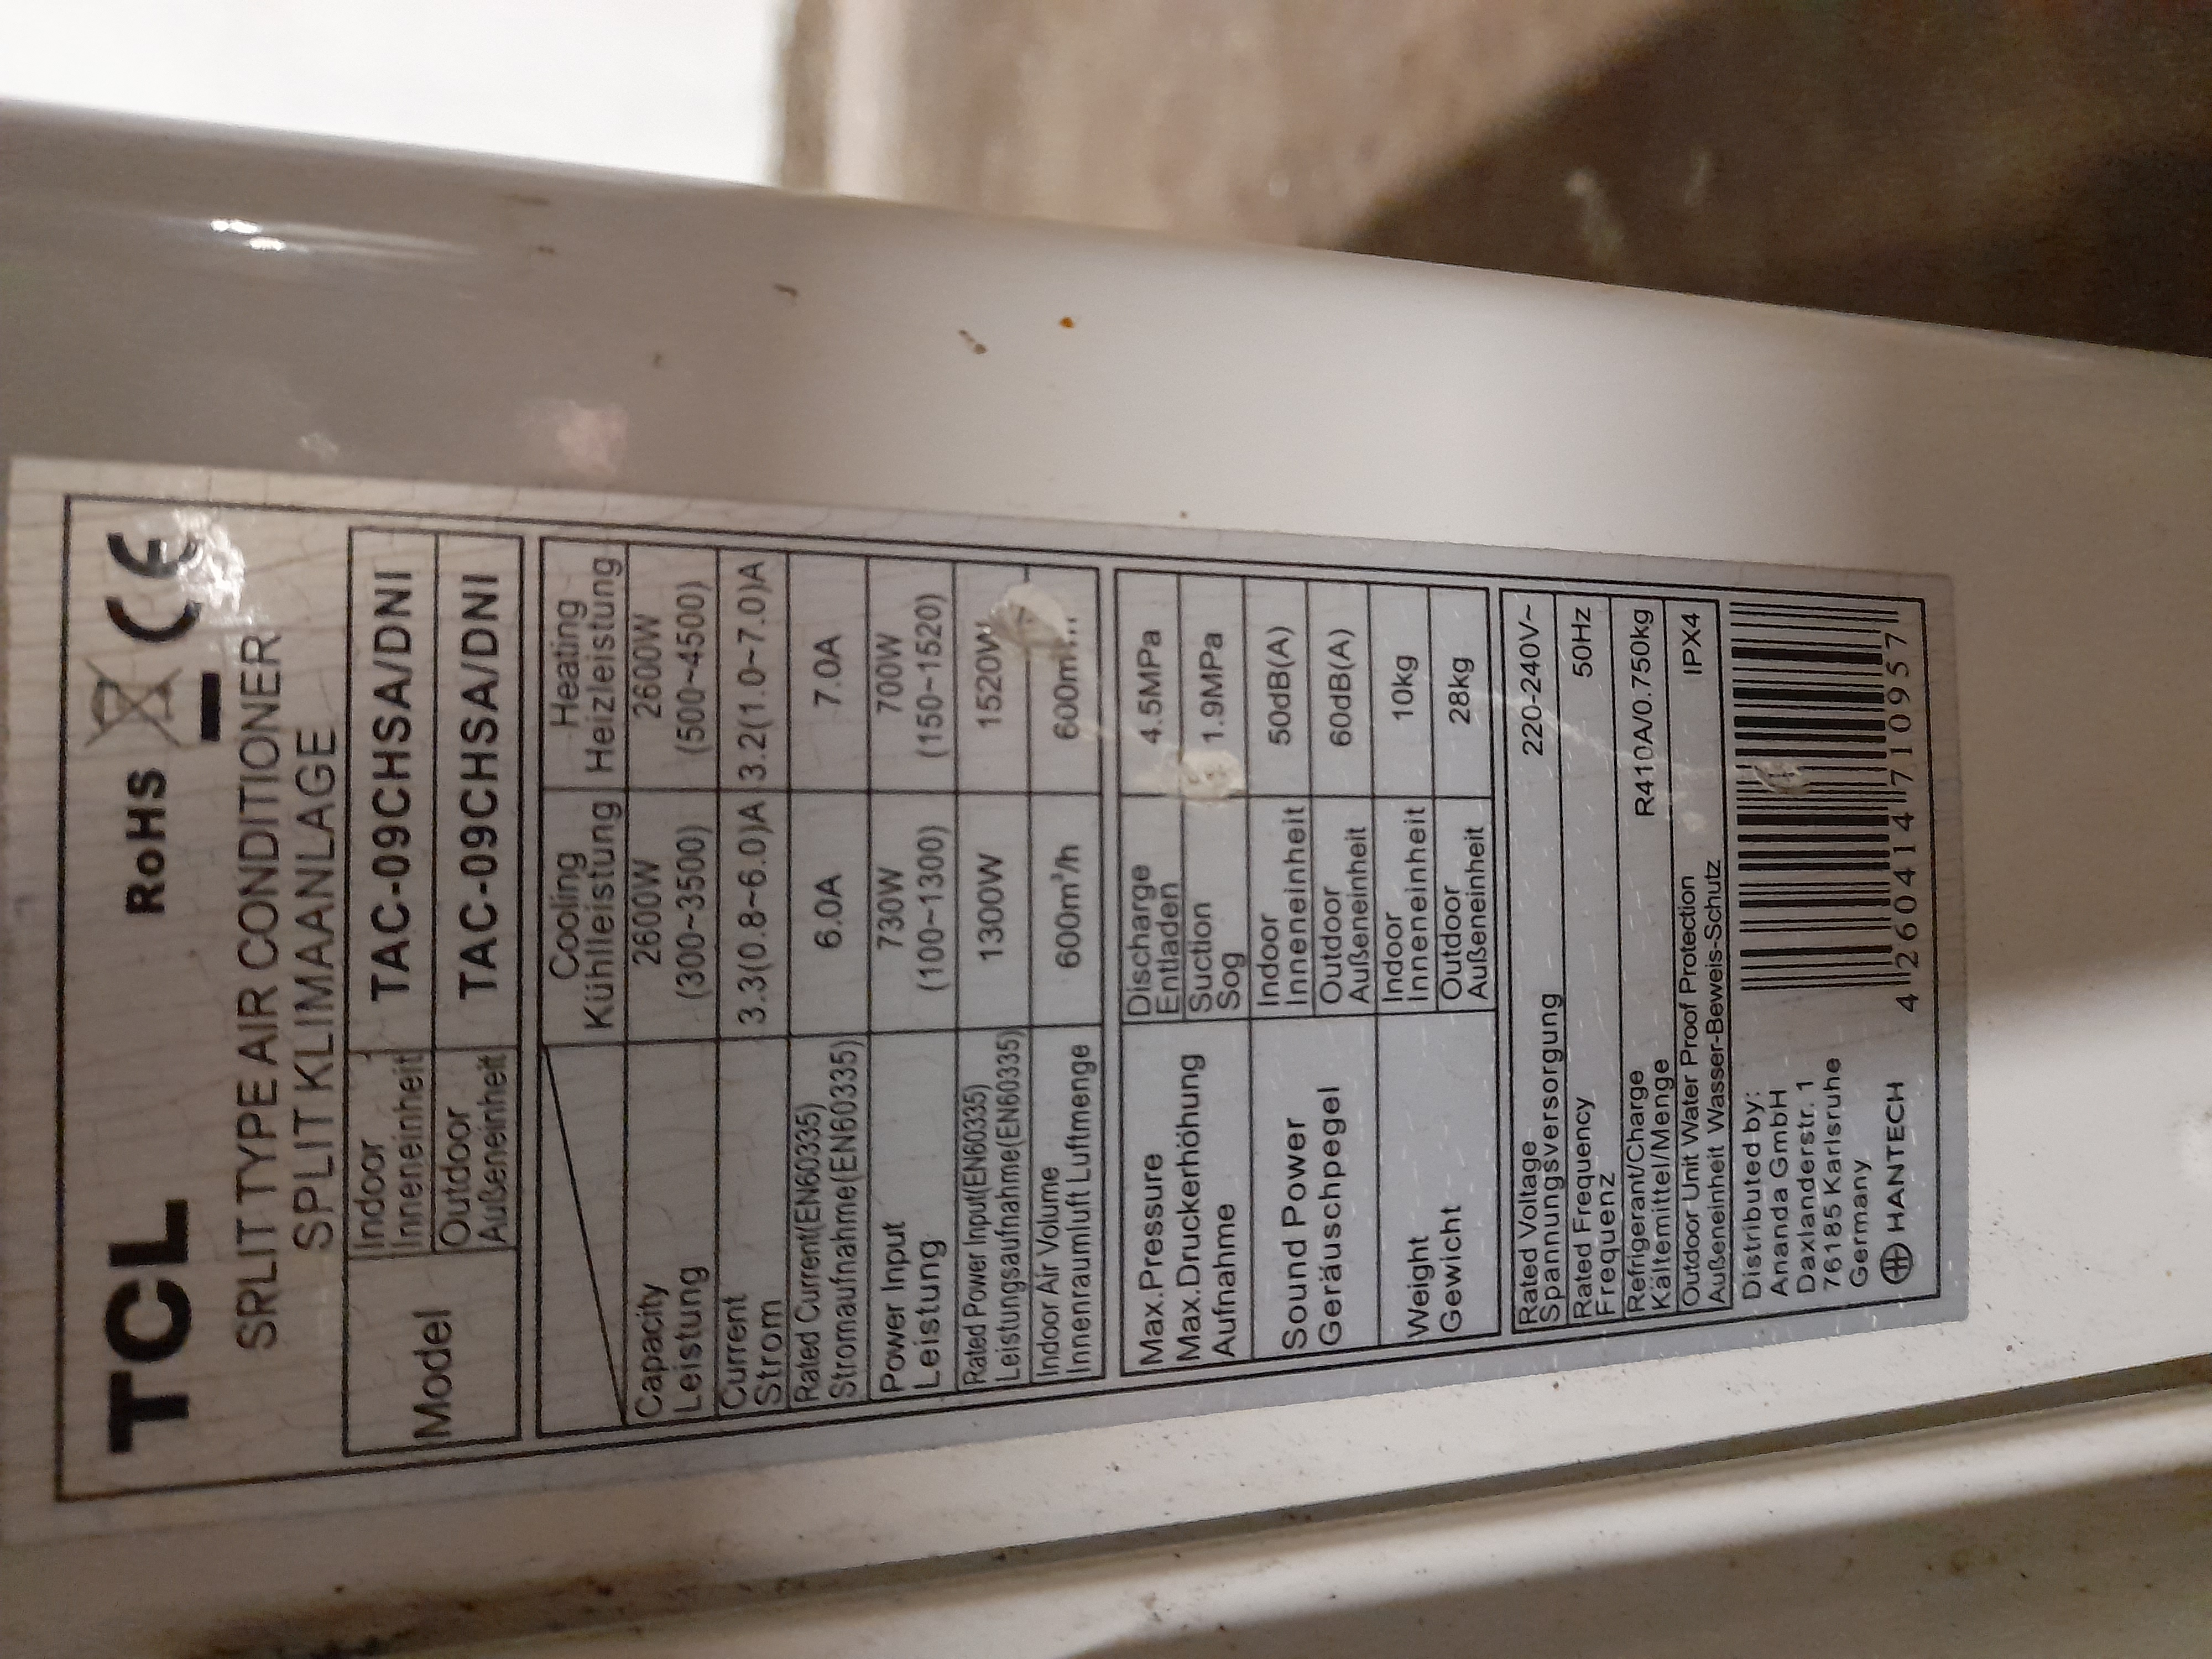 TCL RoHS CE
SRLIT TYPE AIR CONDITIONER
SPLIT KLIMAANLAGE
Model
Indoor
Inneneinheit
TAC-09CHSA/DNI
Outdoor
Außeneinheit
TAC-09CHSA/DNI
Cooling
Kühlleistung
Heating
Heizleistung
Capacity
Leistung
2600W
(300~3500)
2600W
(500~4500)
Current
Strom
3.3(0.8~6.0)A
3.2(1.0~7.0)A
Rated Current(EN60335)
Stromaufnahme(EN60335)
6.0A
7.0A
Power Input
Leistung
730W
(100~1300)
700W
(150~1520)
Rated Power Input(EN60335)
Leistungsaufnahme(EN60335)
1300W
1520W
Indoor Air Volume
Innenraumluft Luftmenge
600m³/h
Max.Pressure
Max.Druckerhöhung
Aufnahme
Discharge
Entladen
4.5MPa
Suction
Sog
1.9MPa
Sound Power
Geräuschpegel
Indoor
Inneneinheit
50dB(A)
Outdoor
Außeneinheit
60dB(A)
Weight
Gewicht
Indoor
Inneneinheit
10kg
Outdoor
Außeneinheit
28kg
Rated Voltage
Spannungsversorgung
220-240V~
Rated Frequency
Frequenz
50Hz
Refrigerant/Charge
Kältemittel/Menge
R410A/0.750kg
Outdoor Unit Water Proof Protection
Außeneinheit Wasser-Beweis-Schutz
IPX4
Distributed by:
Ananda GmbH
Daxlanderstr. 1
76185 Karlsruhe
Germany
HANTECH
4 260414 710957